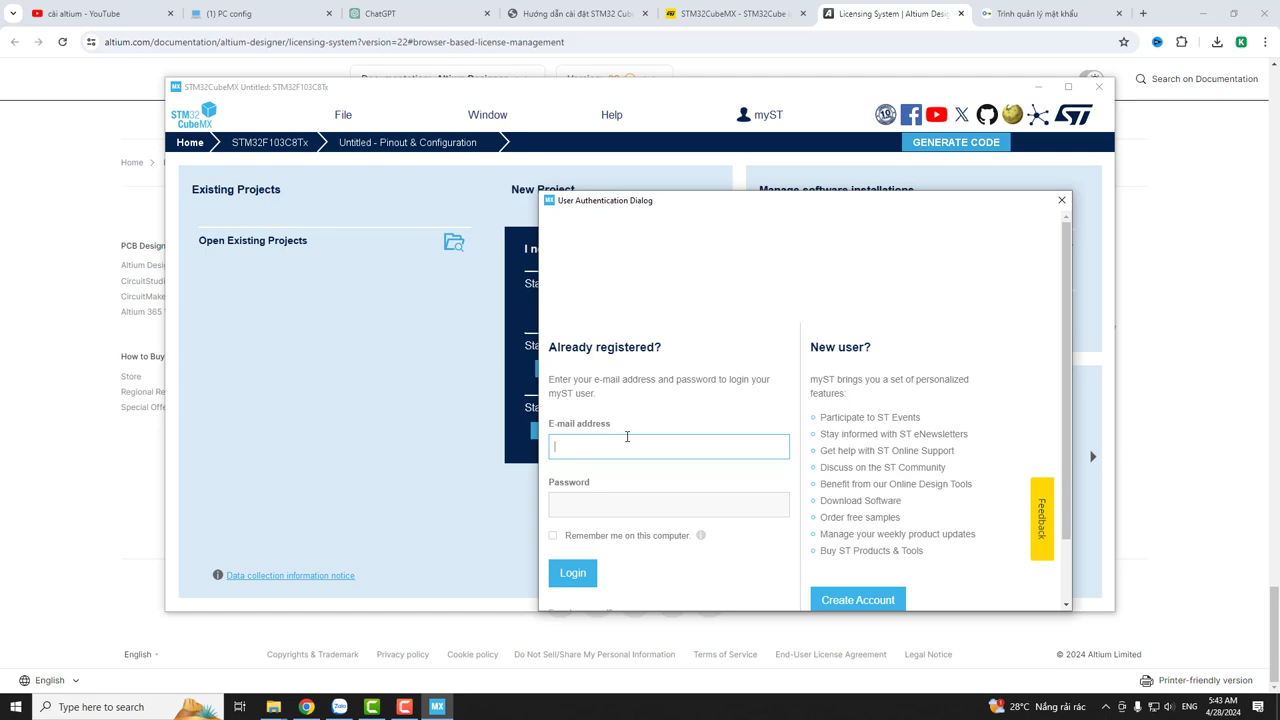 cài altium - YouTube
(1) PC config
ChatGPT
Hướng dẫn cài đặt STM32 Cub
STM32CubeMX - STM32Cube i
Licensing System | Altium Desig
Trình quản lý mật khẩu
altium.com/documentation/altium-designer/licensing-system?version=22#browser-based-license-management
Search on Documentation
MX STM32CubeMX Untitled: STM32F103C8Tx
STM32
CubeMX
File
Window
Help
myST
Home
STM32F103C8Tx
Untitled - Pinout & Configuration
GENERATE CODE
Home
Existing Projects
New Project
Manage software installations
MX User Authentication Dialog
Open Existing Projects
I n
Sta
Sta
Sta
PCB Design
Altium Desi
CircuitStudi
CircuitMake
Altium 365
How to Buy
Store
Regional Re
Special Offe
Already registered?
Enter your e-mail address and password to login your
myST user.
E-mail address
Password
Remember me on this computer.
Login
New user?
myST brings you a set of personalized
features:
Participate to ST Events
Stay informed with ST eNewsletters
Get help with ST Online Support
Discuss on the ST Community
Benefit from our Online Design Tools
Download Software
Order free samples
Manage your weekly product updates
Buy ST Products & Tools
Create Account
Feedback
Data collection information notice
English
Copyrights & Trademark
Privacy policy
Cookie policy
Do Not Sell/Share My Personal Information
Terms of Service
End-User License Agreement
Legal Notice
© 2024 Altium Limited
English
Printer-friendly version
Type here to search
Zalo
MX
28°C Nắng rải rác
ENG
5:43 AM
4/28/2024